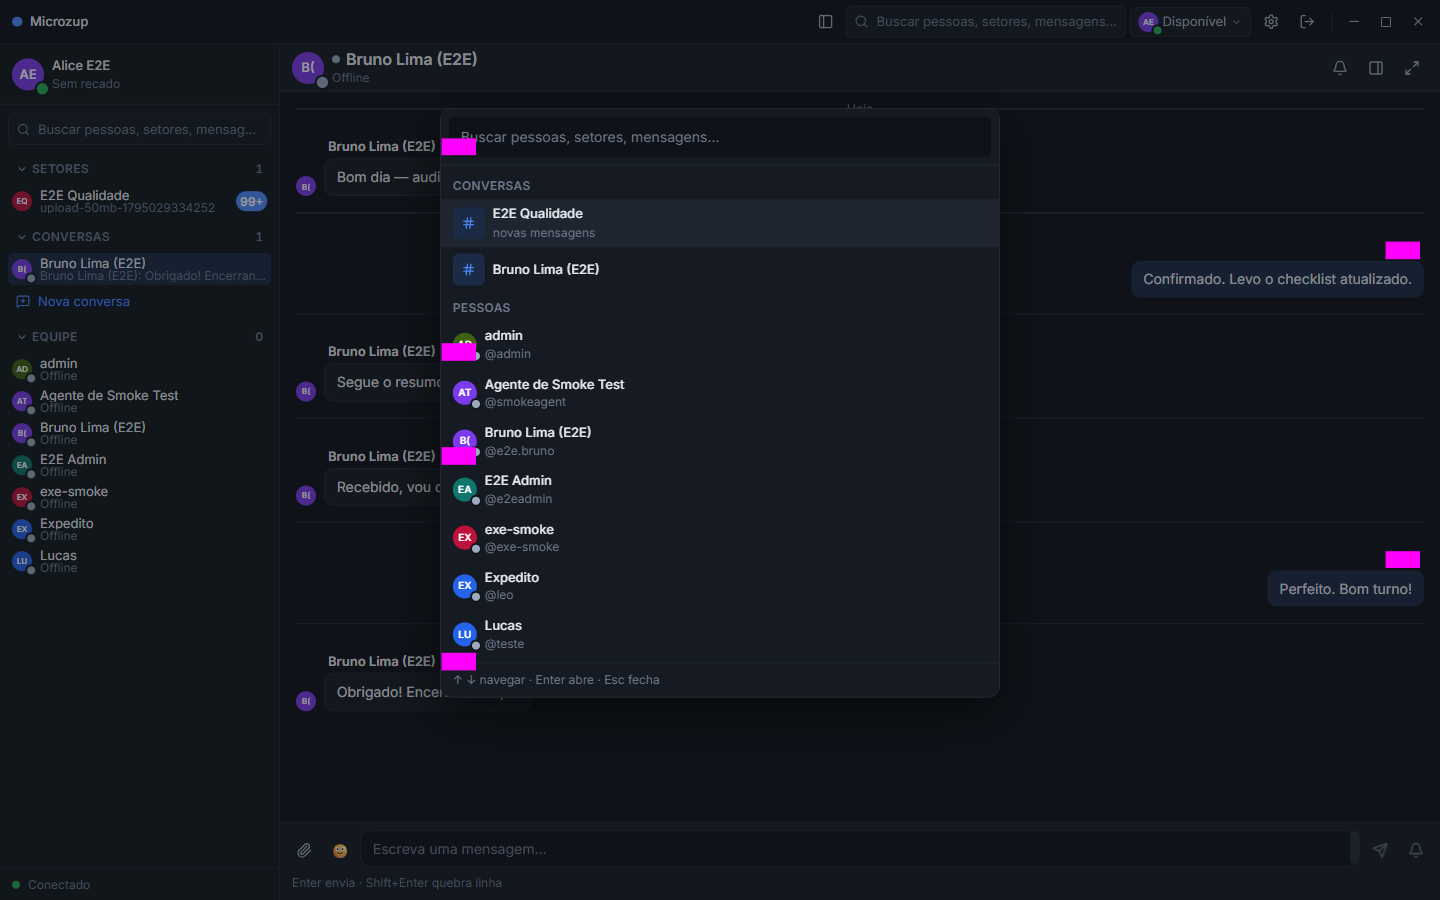 Microzup
Buscar pessoas, setores, mensagens...
AE
Disponível
AE
Alice E2E
Sem recado
Buscar pessoas, setores, mensag...
SETORES
1
EQ
E2E Qualidade
upload-50mb-1795029334252
99+
CONVERSAS
1
B(
Bruno Lima (E2E)
Bruno Lima (E2E): Obrigado! Encerran...
Nova conversa
EQUIPE
0
AD
admin
Offline
AT
Agente de Smoke Test
Offline
B(
Bruno Lima (E2E)
Offline
EA
E2E Admin
Offline
EX
exe-smoke
Offline
EX
Expedito
Offline
LU
Lucas
Offline
Conectado
B(
Bruno Lima (E2E)
Offline
Hoje
Bruno Lima (E2E)
B(
Bom dia — audi
Confirmado. Levo o checklist atualizado.
Bruno Lima (E2E)
B(
Segue o resumo
Bruno Lima (E2E)
B(
Recebido, vou
Perfeito. Bom turno!
Bruno Lima (E2E)
B(
Obrigado! Encer
Buscar pessoas, setores, mensagens...
CONVERSAS
# E2E Qualidade
novas mensagens
# Bruno Lima (E2E)
PESSOAS
admin
@admin
AT
Agente de Smoke Test
@smokeagent
B(
Bruno Lima (E2E)
@e2e.bruno
EA
E2E Admin
@e2eadmin
EX
exe-smoke
@exe-smoke
EX
Expedito
@leo
LU
Lucas
@teste
↑ ↓ navegar · Enter abre · Esc fecha
Escreva uma mensagem...
Enter envia · Shift+Enter quebra linha